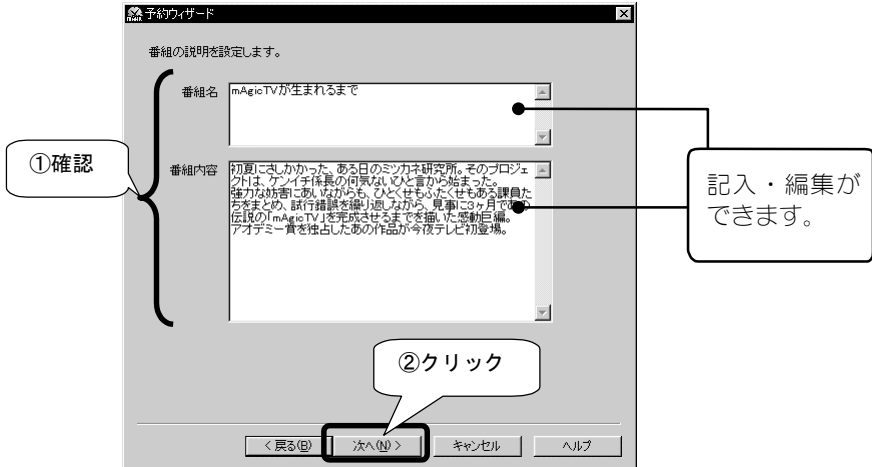 予約ウィザード
番組の説明を設定します。
番組名
mAgicTVが生まれるまで
①確認
番組内容
初夏にさしかかった、ある日のミツカネ研究所。そのプロジェ
クトは、ケンイチ係長の何気ないひと言から始まった。
強力な妨害にあいながらも、ひとくせもふたくせもある課員た
ちをまとめ、試行錯誤を繰り返しながら、見事に3ヶ月であの
伝説の「mAgicTV」を完成させるまでを描いた感動巨編。
アオデミー賞を独占したあの作品が今夜テレビ初登場。
記入・編集が
できます。
②クリック
< 戻る(B)
次へ(N) >
キャンセル
ヘルプ